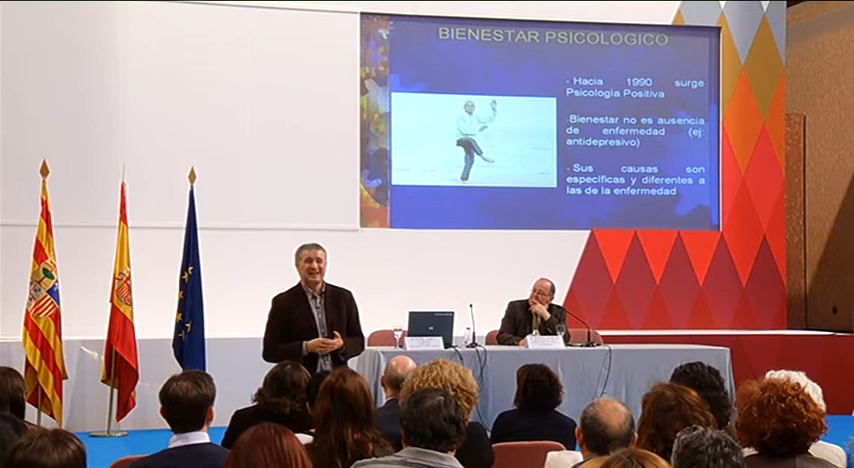 BIENESTAR PSICOLOGICO
- Hacia 1990 surge
Psicología Positiva
-Bienestar no es ausencia
de enfermedad (ej:
antidepresivo)
- Sus causas son
específicas y diferentes a
las de la enfermedad